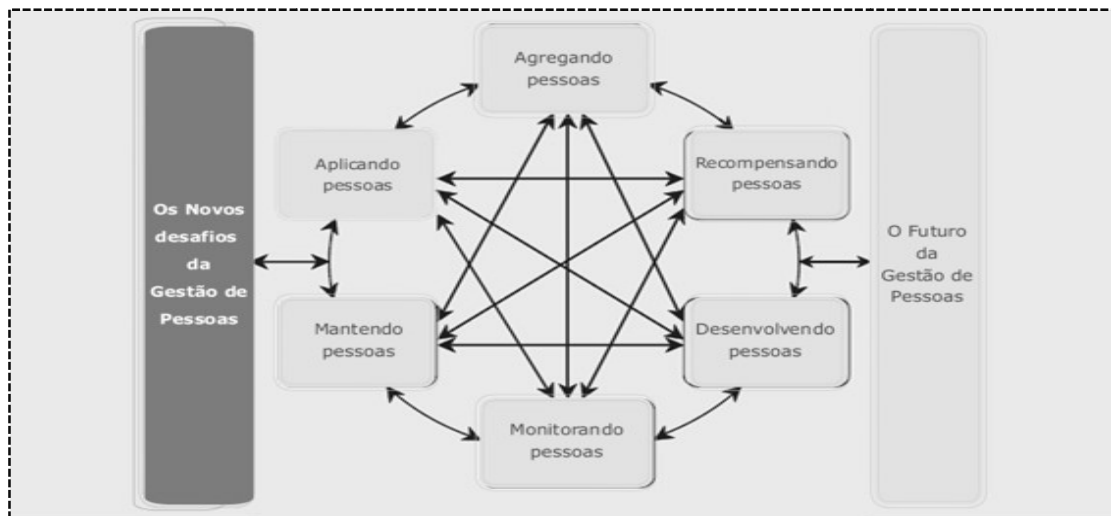 Agregando
pessoas
Aplicando
pessoas
Recompensando
pessoas
Os Novos
desafios
da
Gestão de
Pessoas
O Futuro
da
Gestão de
Pessoas
Mantendo
pessoas
Desenvolvendo
pessoas
Monitorando
pessoas